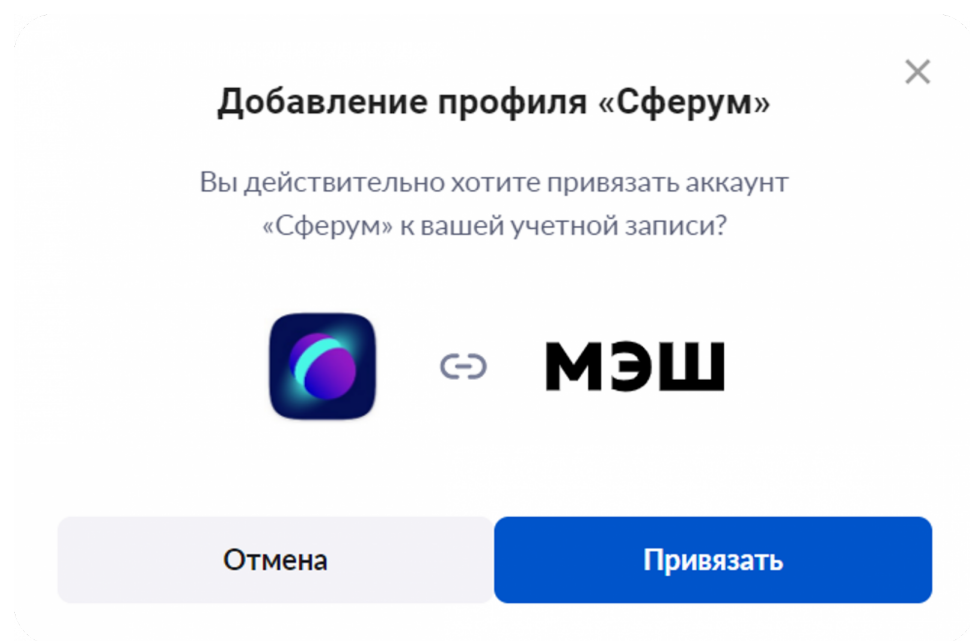 Добавление профиля «Сферум»
Вы действительно хотите привязать аккаунт
«Сферум» к вашей учетной записи?
мэш
Отмена
Привязать